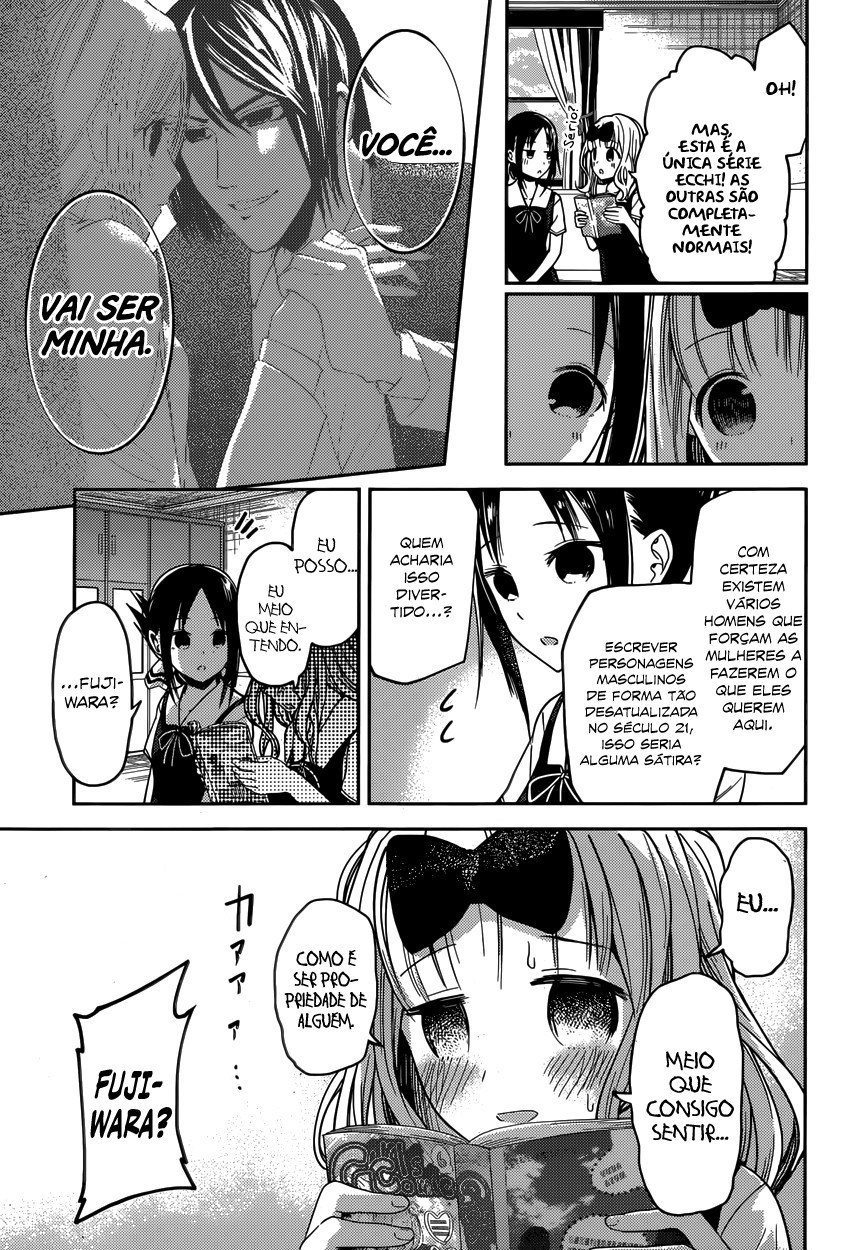 OH!
MAS,
ESTA É A
ÚNICA SÉRIE
ECCHI! AS
OUTRAS SÃO
COMPLETA-
MENTE
NORMAIS!
Sério?
VOCÊ...
VAI SER
MINHA.
COM
CERTEZA
EXISTEM
VÁRIOS
HOMENS QUE
FORÇAM AS
MULHERES A
FAZEREM O
QUE ELES
QUEREM
AQUI.
ESCREVER
PERSONAGENS
MASCULINOS
DE FORMA TÃO
DESATUALIZADA
NO SÉCULO 21,
ISSO SERIA
ALGUMA SÁTIRA?
QUEM
ACHARIA
ISSO
DIVER-
TIDO...?
EU
POSSO...
EU
MEIO
QUE EN-
TENDO.
...FUJI-
WARA?
EU...
MEIO
QUE
CONSIGO
SENTIR...
COMO E
SER PRO-
PRIEDADE DE
ALGUÉM.
カァァァ...
FUJI-
WARA?